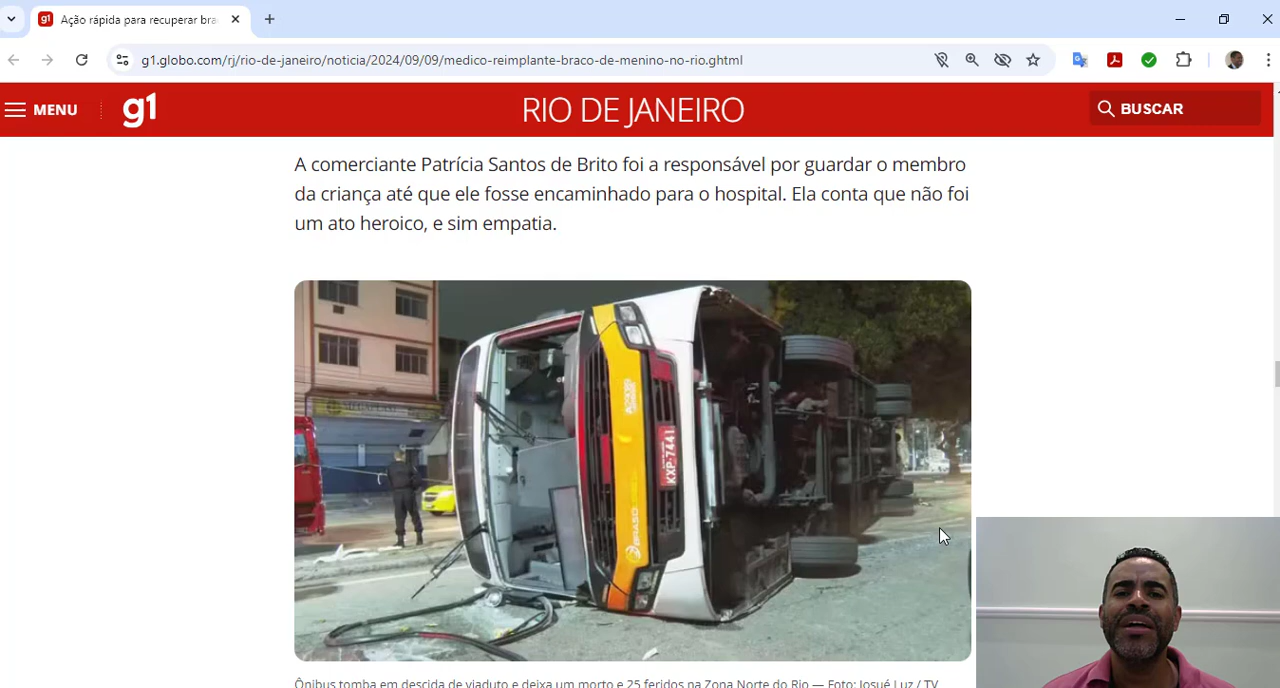 g1
Ação rápida para recuperar bra
g1.globo.com/rj/rio-de-janeiro/noticia/2024/09/09/medico-reimplante-braco-de-menino-no-rio.ghtml
MENU
g1
RIO DE JANEIRO
BUSCAR
A comerciante Patrícia Santos de Brito foi a responsável por guardar o membro
da criança até que ele fosse encaminhado para o hospital. Ela conta que não foi
um ato heroico, e sim empatia.
KXP-7441
Ônibus tomba em descida de viaduto e deixa um morto e 25 feridos na Zona Norte do Rio — Foto: Josué Luz / TV